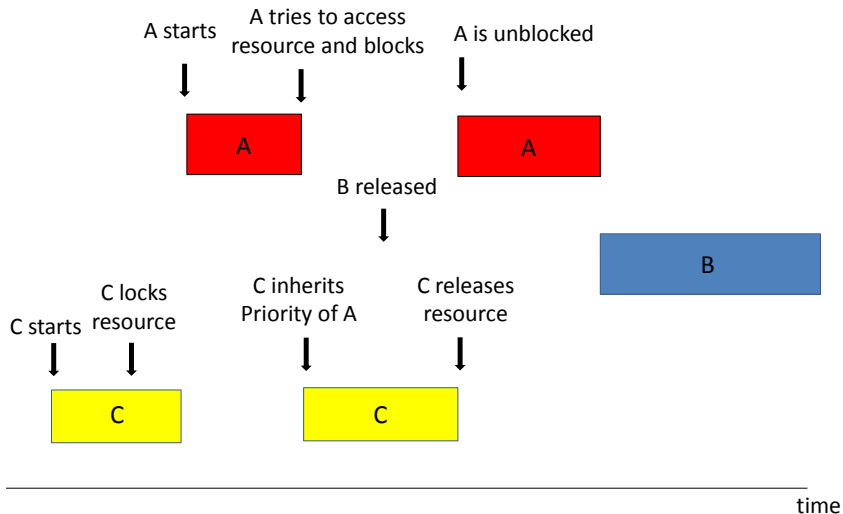 A starts
A tries to access
resource and blocks
A is unblocked
A
A
B released
B
C starts
C locks
resource
C inherits
Priority of A
C releases
resource
C
C
time